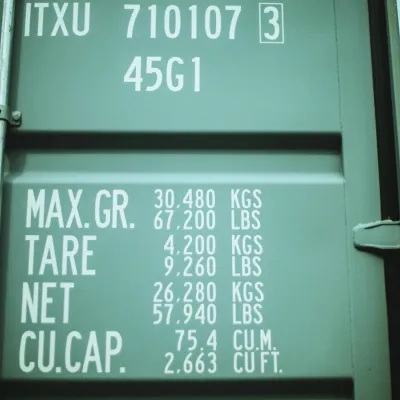 ITXU 710107 3
45G1
MAX.GR. 30.480 KGS
67.200 LBS
TARE 4.200 KGS
9.260 LBS
NET 26.280 KGS
57.940 LBS
CU.CAP. 75.4 CU.M.
2.663 CU FT.